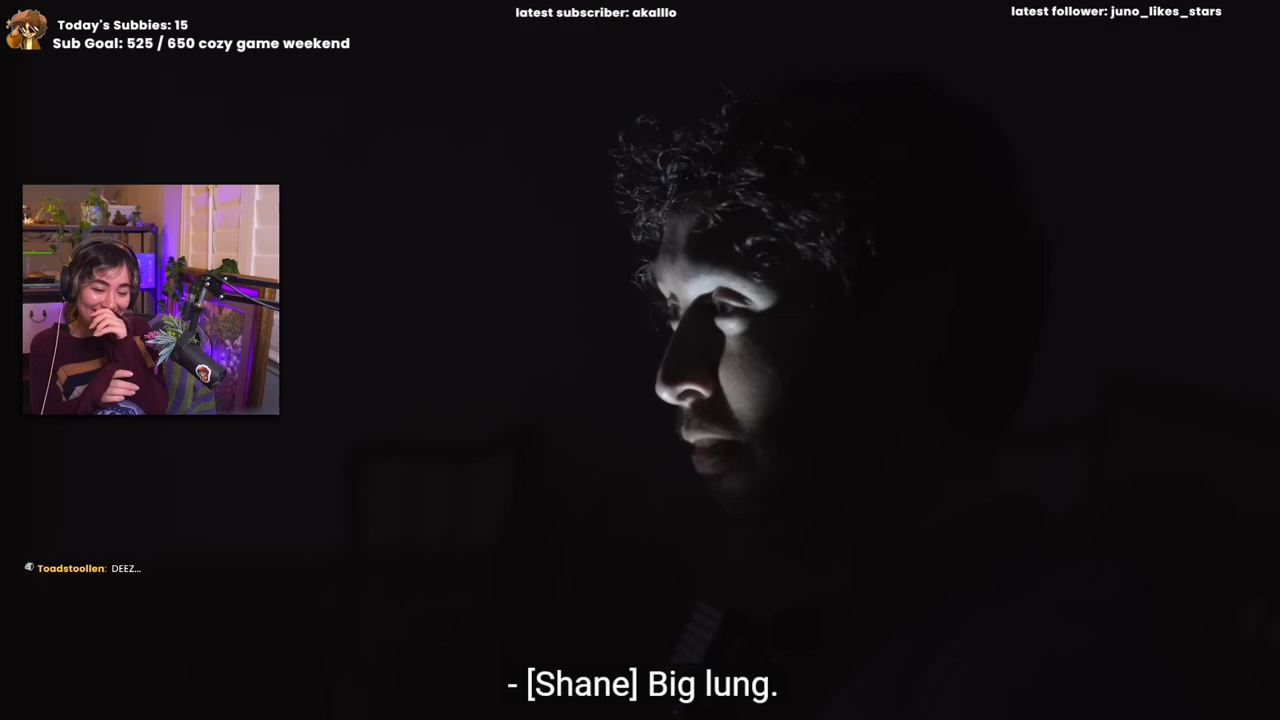 latest subscriber: akalllo
latest follower: juno_likes_stars
Today's Subbies: 15
Sub Goal: 525 / 650 cozy game weekend
Toadstoollen: DEEZ...
- [Shane] Big lung.